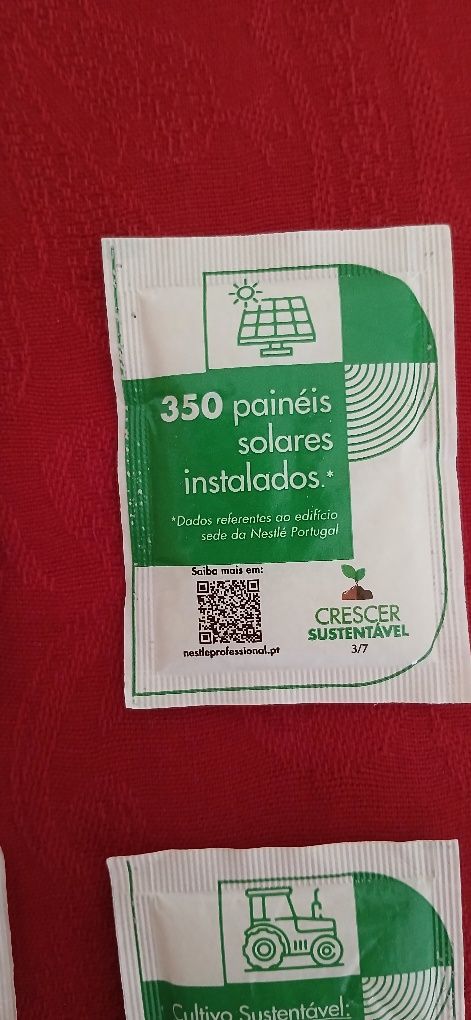 350 painéis
solares
instalados.*
*Dados referentes ao edifício
sede da Nestlé Portugal
Saiba mais em:
nestleprofessional.pt
CRESCER
SUSTENTÁVEL
3/7
Cultivo Sustentável: